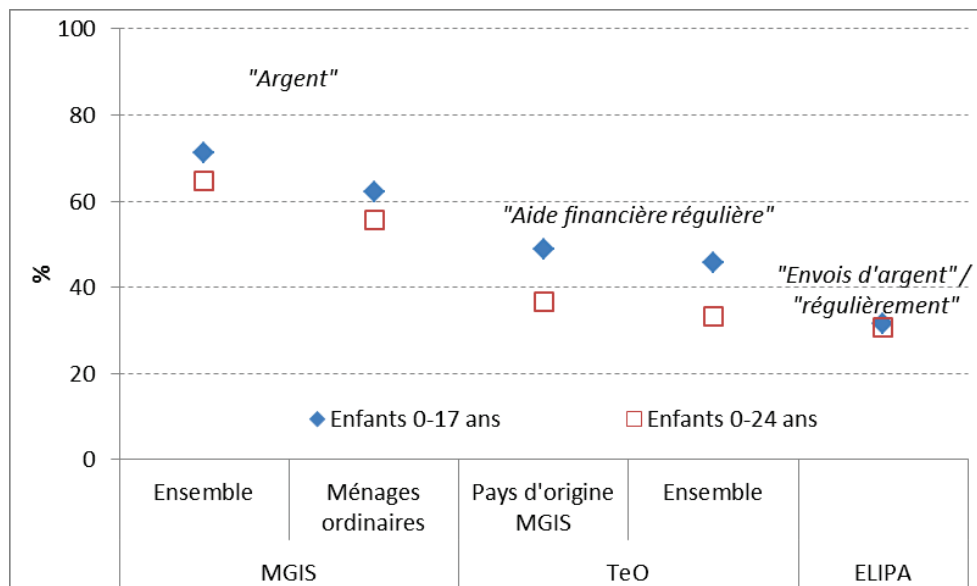 100
"Argent"
80
60
"Aide financière régulière"
%
40
"Envois d'argent" /
"régulièrement"
20
Enfants 0-17 ans
Enfants 0-24 ans
0
Ensemble
Ménages
ordinaires
Pays d'origine
MGIS
Ensemble
MGIS
TeO
ELIPA